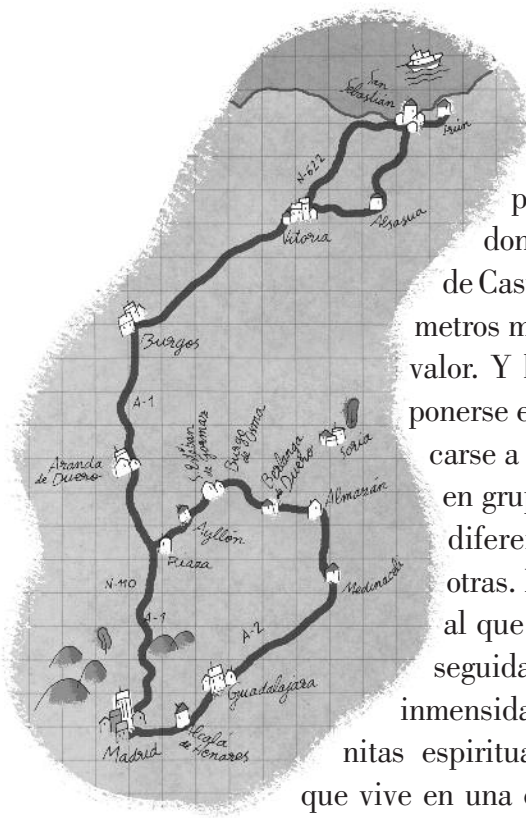 San
Sebastián
Irún
N-622
Vitoria
Alsasua
Burgos
A-1
Aranda
de Duero
S. Esteban
de Gormaz
Burgo
de Osma
Berlanga
de Duero
Soria
Ayllón
Almazán
Riaza
Medinaceli
N-110
A-1
A-2
Guadalajara
Alcalá
de Henares
Madrid
p
don
de Cas
metros m
valor. Y
ponerse e
carse a
en grup
diferen
otras.
al que
seguida
inmensida
nitas espiritua
que vive en una